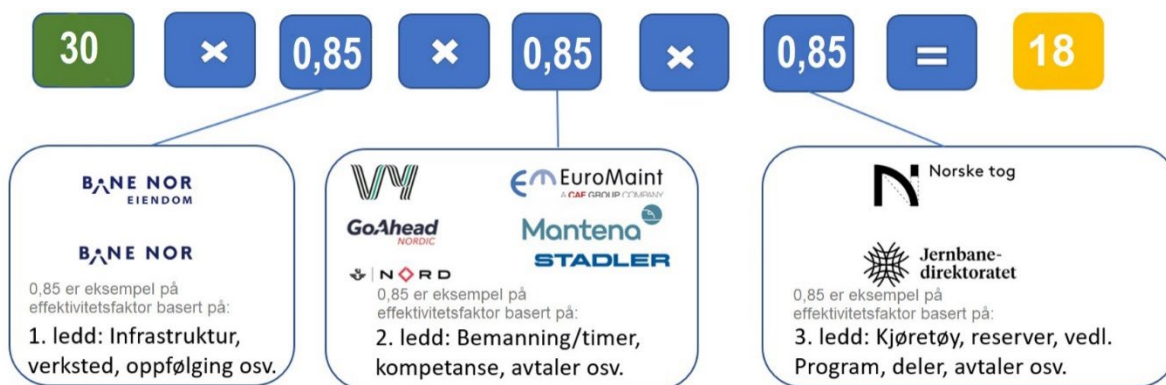 30 × 0,85 × 0,85 × 0,85 = 18
BANE NOR
EIENDOM
BANE NOR
0,85 er eksempel på
effektivitetsfaktor basert på:
1. ledd: Infrastruktur,
verksted, oppfølging osv.
VY
EuroMaint
A CAF GROUP COMPANY
GoAhead
NORDIC
Mantena
STADLER
SJ | NORD
0,85 er eksempel på
effektivitetsfaktor basert på:
2. ledd: Bemanning/timer,
kompetanse, avtaler osv.
Norske tog
Jernbane-
direktoratet
0,85 er eksempel på
effektivitetsfaktor basert på:
3. ledd: Kjøretøy, reserver, vedl.
Program, deler, avtaler osv.